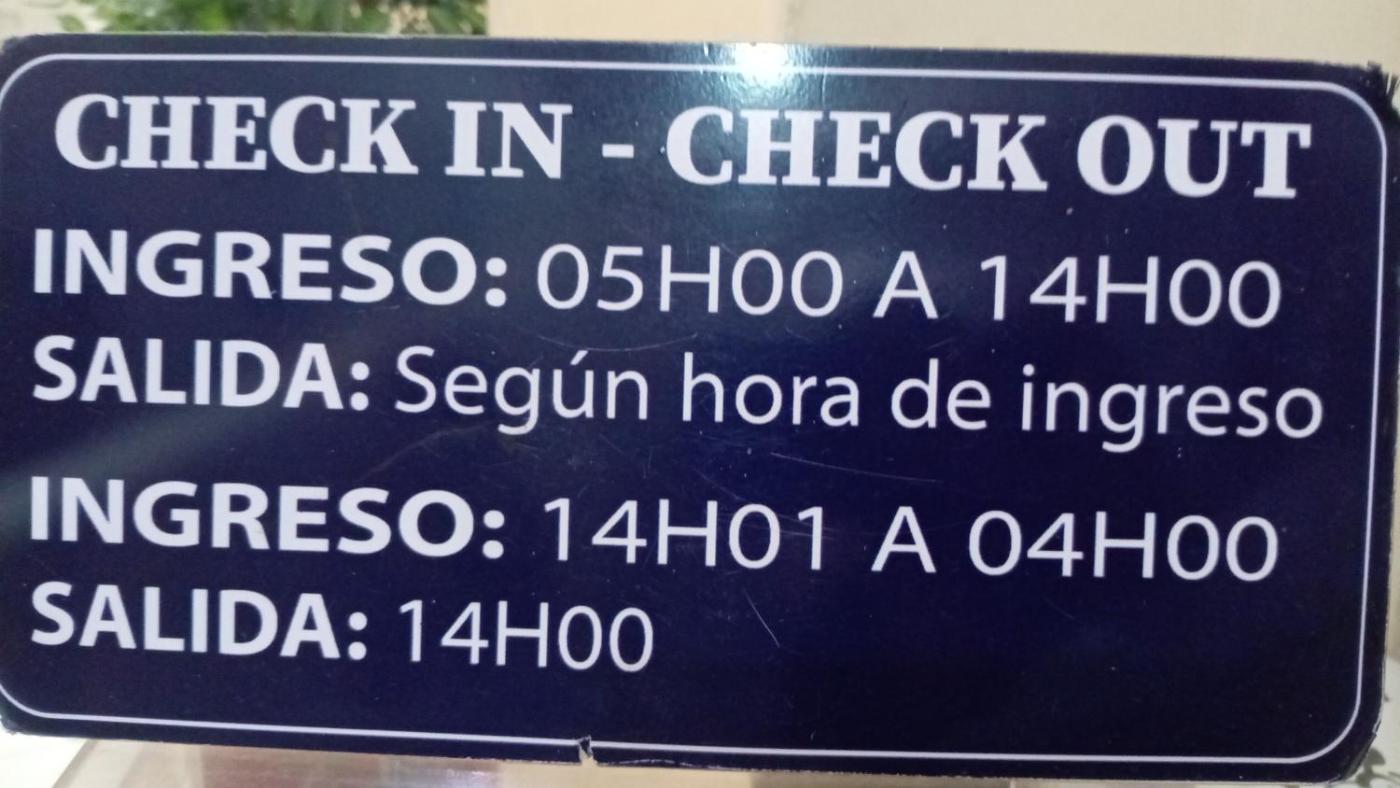 CHECK IN - CHECK OUT
INGRESO: 05H00 A 14H00
SALIDA: Según hora de ingreso
INGRESO: 14H01 A 04H00
SALIDA: 14H00